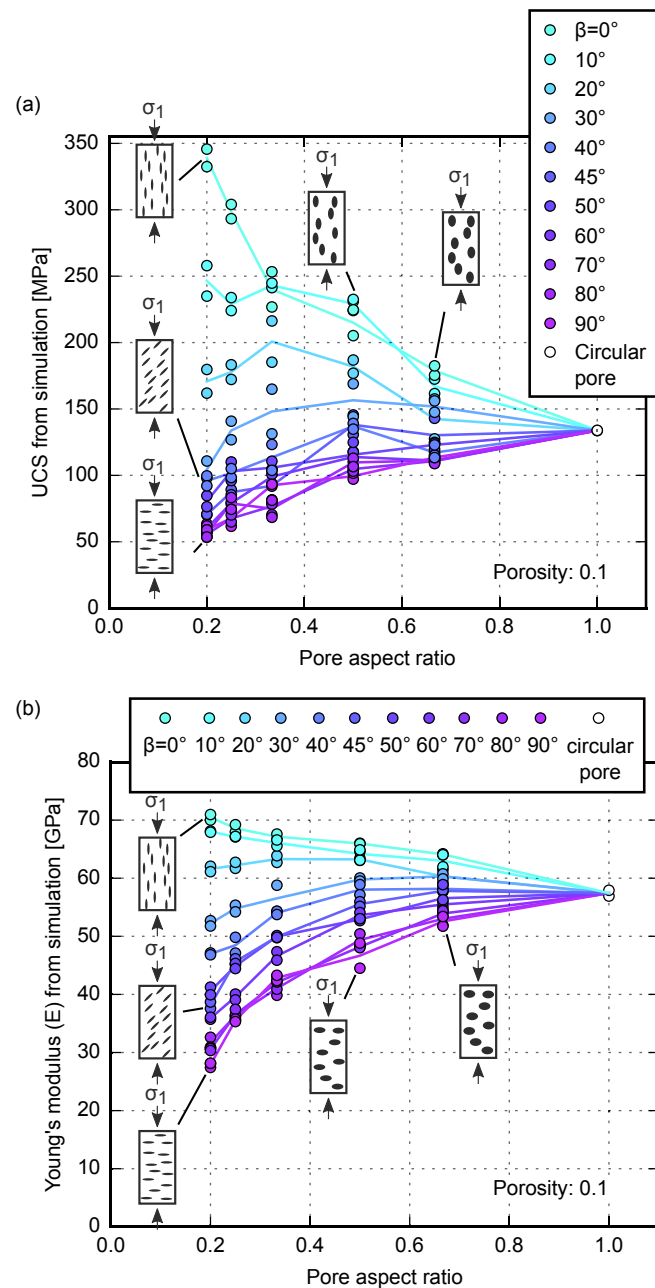 β=0°
10°
20°
30°
40°
45°
50°
60°
70°
80°
90°
Circular
pore
(a)
σ1
σ1
σ1
σ1
σ1
350
300
250
200
150
100
50
0
UCS from simulation [MPa]
Porosity: 0.1
0.0 0.2 0.4 0.6 0.8 1.0
Pore aspect ratio
(b)
β=0° 10° 20° 30° 40° 45° 50° 60° 70° 80° 90° circular
pore
80
70
60
50
40
30
20
10
0
Young's modulus (E) from simulation [GPa]
σ1
σ1
σ1
σ1
σ1
Porosity: 0.1
0.0 0.2 0.4 0.6 0.8 1.0
Pore aspect ratio